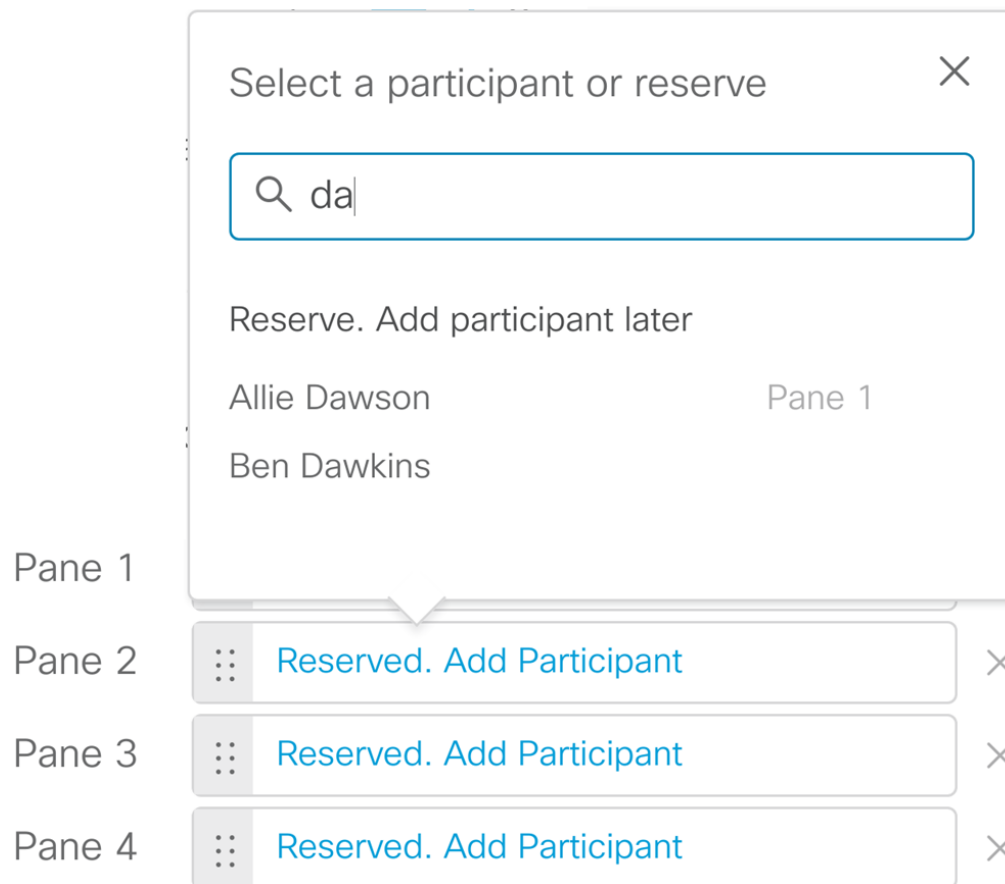 Select a participant or reserve
da
Reserve. Add participant later
Allie Dawson Pane 1
Ben Dawkins
Pane 1
Pane 2 Reserved. Add Participant
Pane 3 Reserved. Add Participant
Pane 4 Reserved. Add Participant